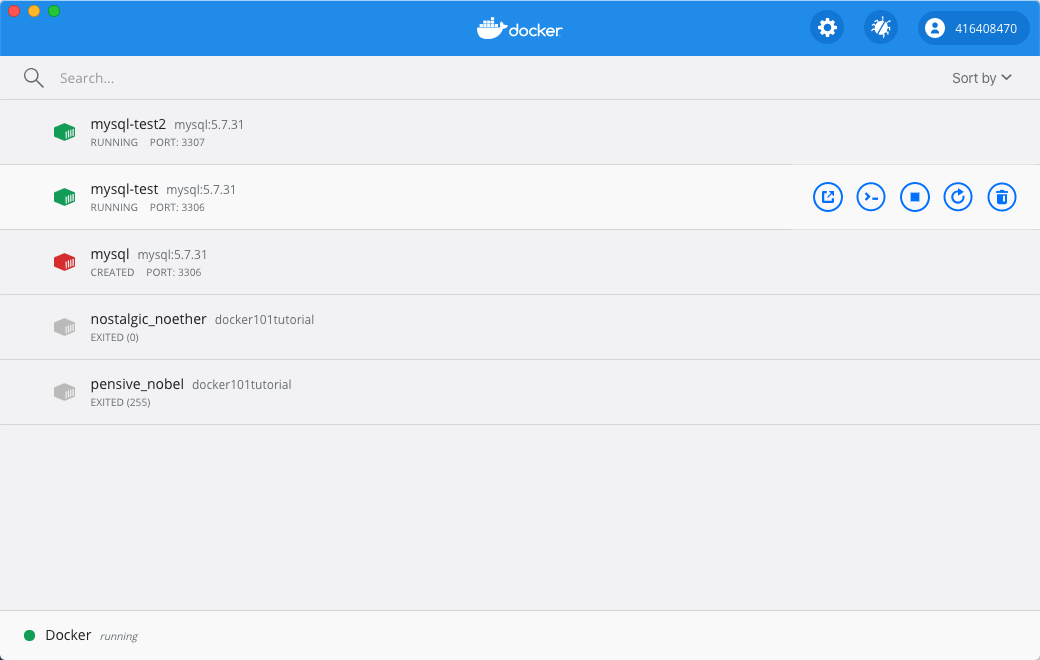 docker
416408470
Search...
Sort by
mysql-test2 mysql:5.7.31
RUNNING PORT: 3307
mysql-test mysql:5.7.31
RUNNING PORT: 3306
mysql mysql:5.7.31
CREATED PORT: 3306
nostalgic_noether docker101tutorial
EXITED (0)
pensive_nobel docker101tutorial
EXITED (255)
Docker running